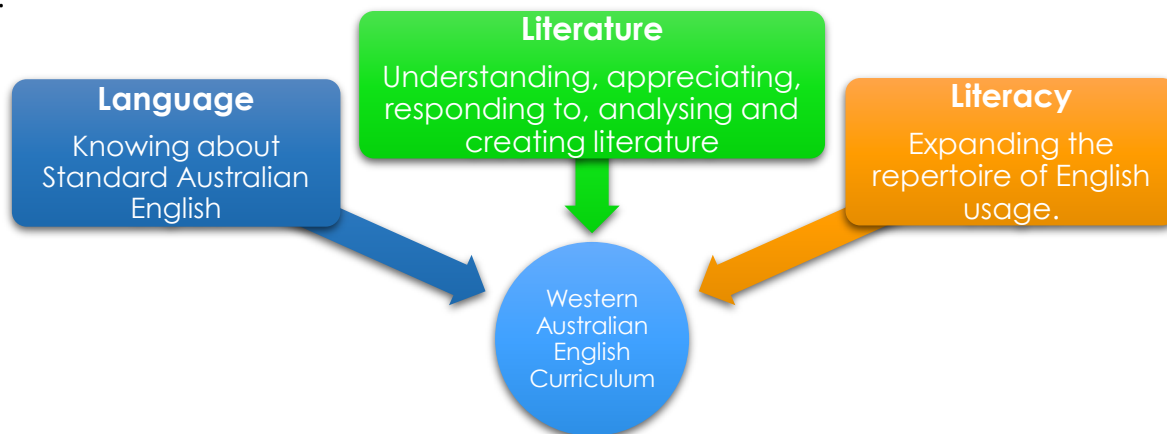 Language
Knowing about
Standard Australian
English
Literature
Understanding, appreciating,
responding to, analysing and
creating literature
Literacy
Expanding the
repertoire of English
usage.
Western
Australian
English
Curriculum